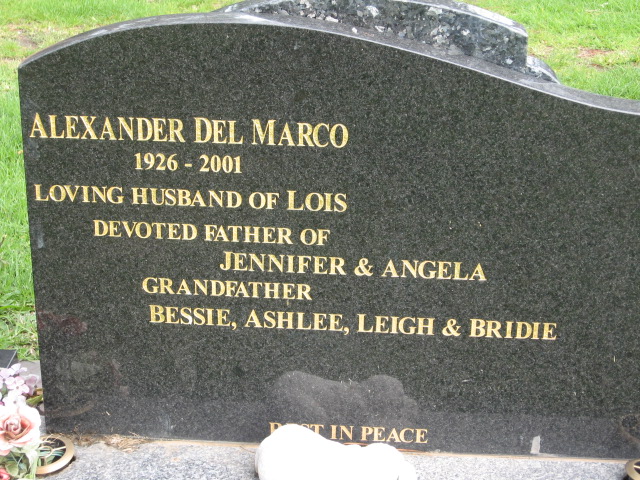 ALEXANDER DEL MARCO
1926 - 2001
LOVING HUSBAND OF LOIS
DEVOTED FATHER OF
JENNIFER & ANGELA
GRANDFATHER
BESSIE, ASHLEE, LEIGH & BRIDIE
REST IN PEACE